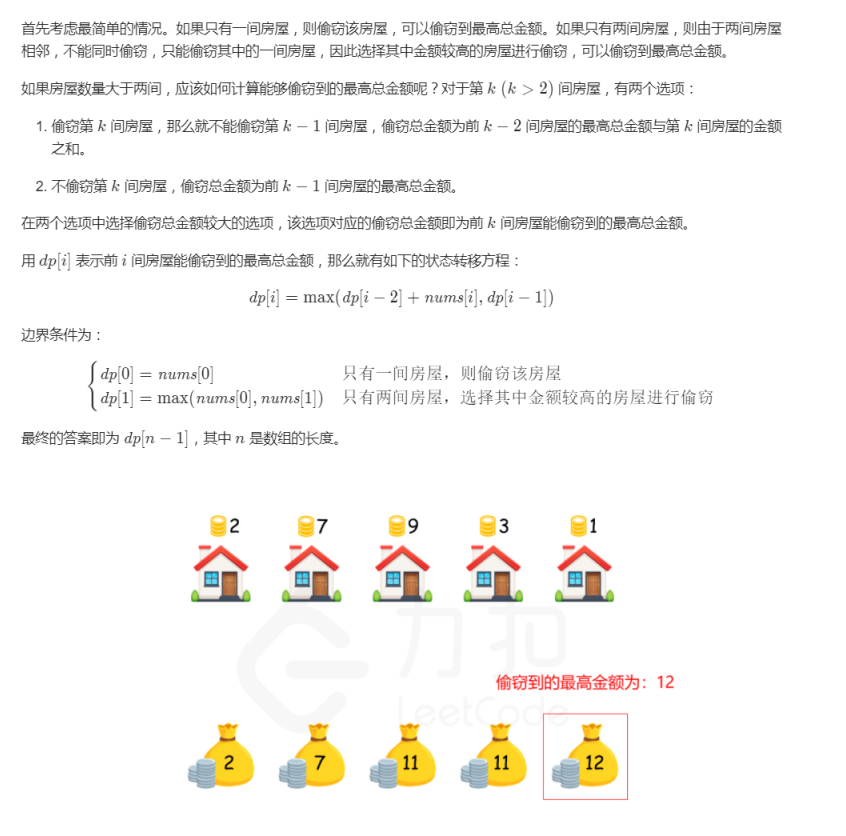 首先考虑最简单的情况。如果只有一间房屋，则偷窃该房屋，可以偷窃到最高总金额。如果只有两间房屋，则由于两间房屋
相邻，不能同时偷窃，只能偷窃其中的一间房屋，因此选择其中金额较高的房屋进行偷窃，可以偷窃到最高总金额。
如果房屋数量大于两间，应该如何计算能够偷窃到的最高总金额呢？对于第 k (k > 2) 间房屋，有两个选项：
1. 偷窃第 k 间房屋，那么就不能偷窃第 k − 1 间房屋，偷窃总金额为前 k − 2 间房屋的最高总金额与第 k 间房屋的金额
之和。
2. 不偷窃第 k 间房屋，偷窃总金额为前 k − 1 间房屋的最高总金额。
在两个选项中选择偷窃总金额较大的选项，该选项对应的偷窃总金额即为前 k 间房屋能偷窃到的最高总金额。
用 dp[i] 表示前 i 间房屋能偷窃到的最高总金额，那么就有如下的状态转移方程：
dp[i] = max(dp[i − 2] + nums[i], dp[i − 1])
边界条件为：
dp[0] = nums[0] 只有一间房屋，则偷窃该房屋
dp[1] = max(nums[0], nums[1]) 只有两间房屋，选择其中金额较高的房屋进行偷窃
最终的答案即为 dp[n − 1]，其中 n 是数组的长度。
2 7 9 3 1
力扣
偷窃到的最高金额为：12
LeetCode
2 7 11 11 12